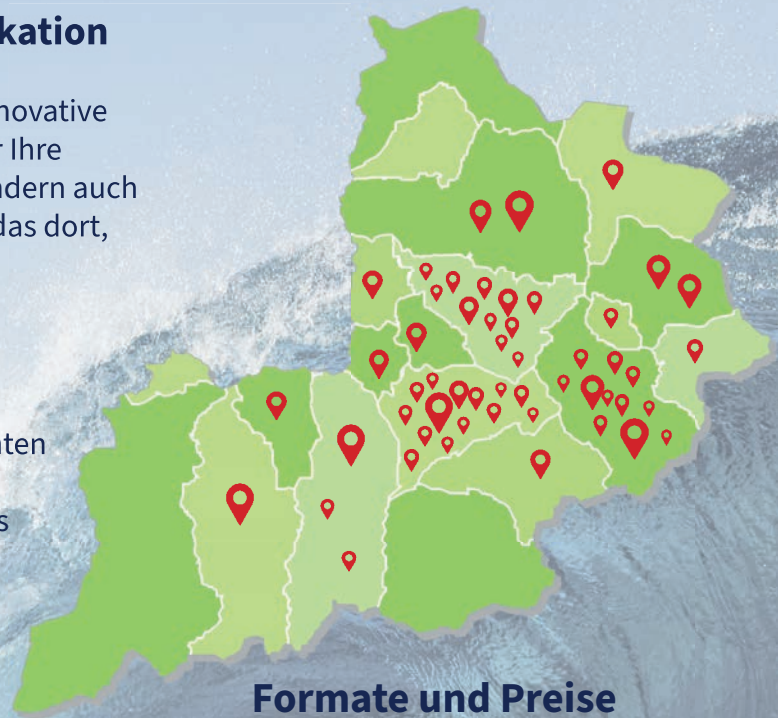 kation
novative
r Ihre
ndern auch
das dort,
nten
s
Formate und Preise